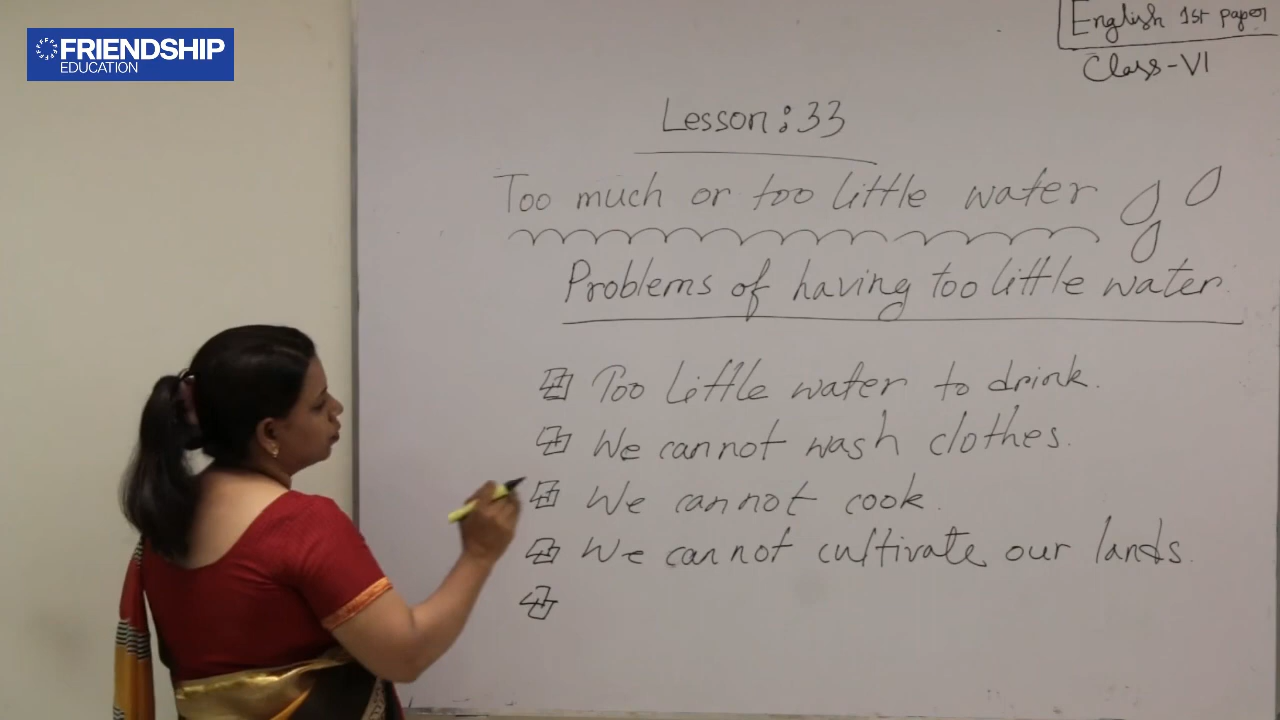 FRIENDSHIP
EDUCATION
English 1st paper
Class-VI
Lesson: 33
Too much or too little water
Problems of having too little water.
Too little water to drink.
We cannot wash clothes.
We cannot cook.
We cannot cultivate our lands.